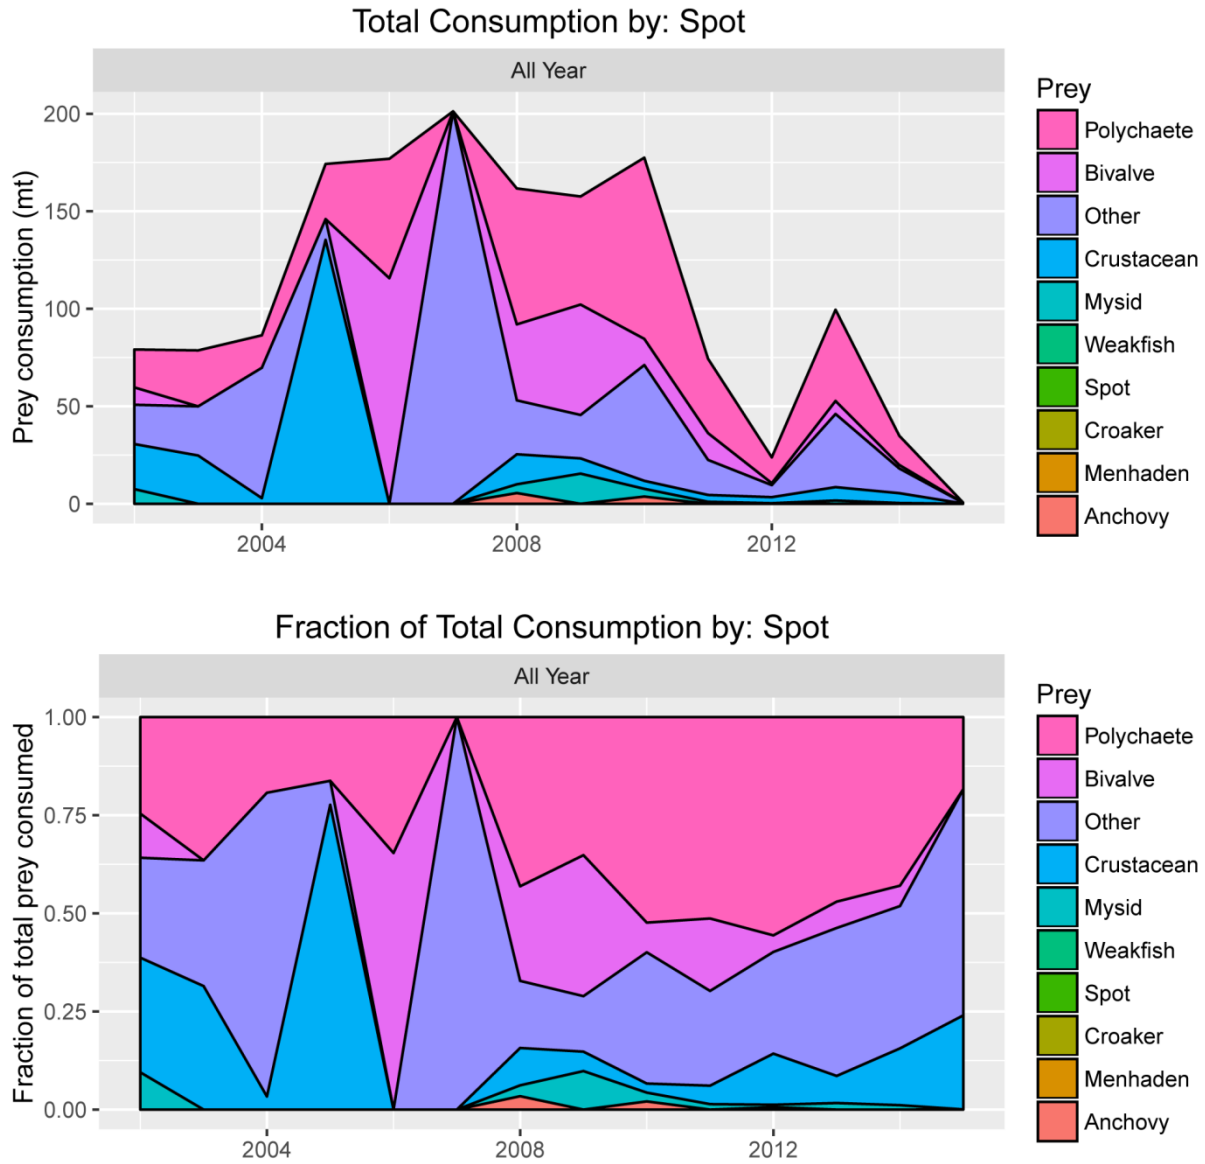 Total Consumption by: Spot
All Year
Prey consumption (mt)
200
150
100
50
0
2004
2008
2012
Prey
Polychaete
Bivalve
Other
Crustacean
Mysid
Weakfish
Spot
Croaker
Menhaden
Anchovy
Fraction of Total Consumption by: Spot
All Year
Fraction of total prey consumed
1.00
0.75
0.50
0.25
0.00
2004
2008
2012
Prey
Polychaete
Bivalve
Other
Crustacean
Mysid
Weakfish
Spot
Croaker
Menhaden
Anchovy